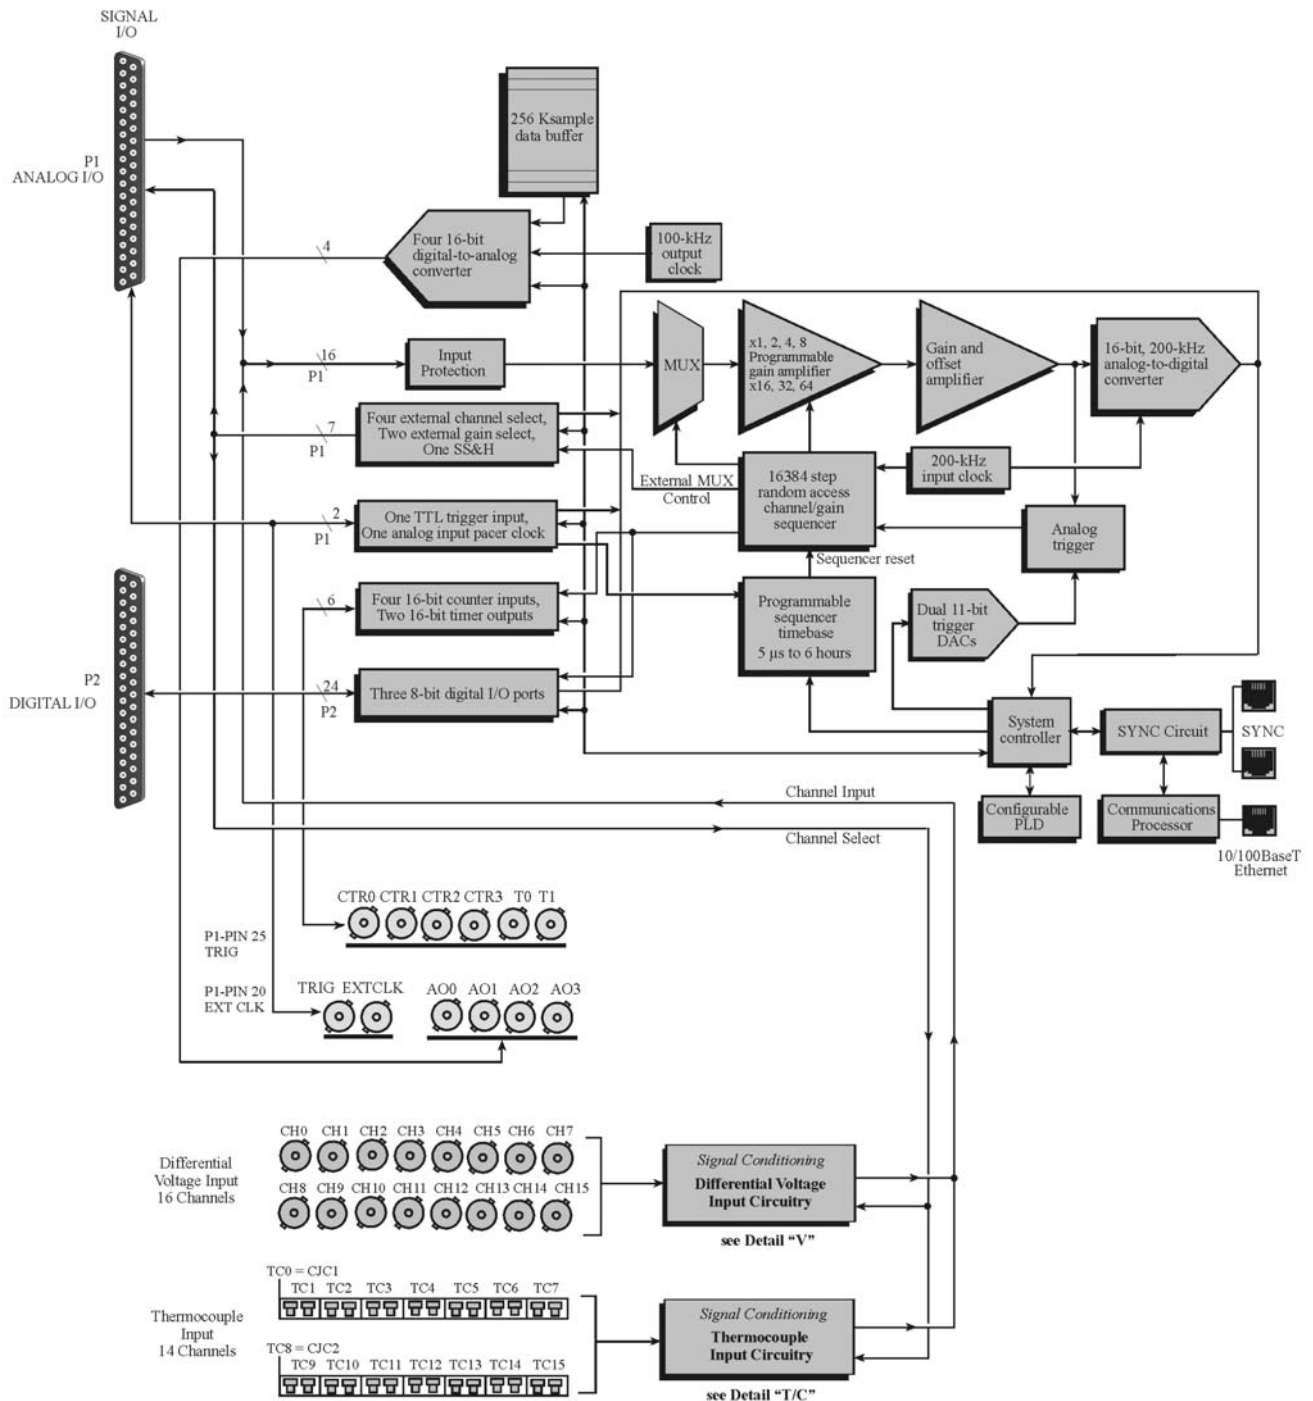 SIGNAL
I/O
P1
ANALOG I/O
256 Ksample
data buffer
4
Four 16-bit
digital-to-analog
converter
100-kHz
output
clock
16
P1
Input
Protection
MUX
x1, 2, 4, 8
Programmable
gain amplifier
x16, 32, 64
Gain and
offset
amplifier
16-bit, 200-kHz
analog-to-digital
converter
7
P1
Four external channel select,
Two external gain select,
One SS&H
External MUX
Control
16384 step
random access
channel/gain
sequencer
200-kHz
input clock
2
P1
One TTL trigger input,
One analog input pacer clock
Analog
trigger
Sequencer reset
6
Four 16-bit counter inputs,
Two 16-bit timer outputs
Programmable
sequencer
timebase
5 µs to 6 hours
Dual 11-bit
trigger
DACs
P2
DIGITAL I/O
24
P2
Three 8-bit digital I/O ports
System
controller
SYNC Circuit
SYNC
Channel Input
Channel Select
Configurable
PLD
Communications
Processor
10/100BaseT
Ethernet
CTR0 CTR1 CTR2 CTR3 T0 T1
P1-PIN 25
TRIG
P1-PIN 20
EXT CLK
TRIG EXTCLK
AO0 AO1 AO2 AO3
CH0 CH1 CH2 CH3 CH4 CH5 CH6 CH7
Differential
Voltage Input
16 Channels
CH8 CH9 CH10 CH11 CH12 CH13 CH14 CH15
Signal Conditioning
Differential Voltage
Input Circuitry
see Detail “V”
TC0 = CJC1
TC1 TC2 TC3 TC4 TC5 TC6 TC7
Thermocouple
Input
14 Channels
TC8 = CJC2
TC9 TC10 TC11 TC12 TC13 TC14 TC15
Signal Conditioning
Thermocouple
Input Circuitry
see Detail “T/C”